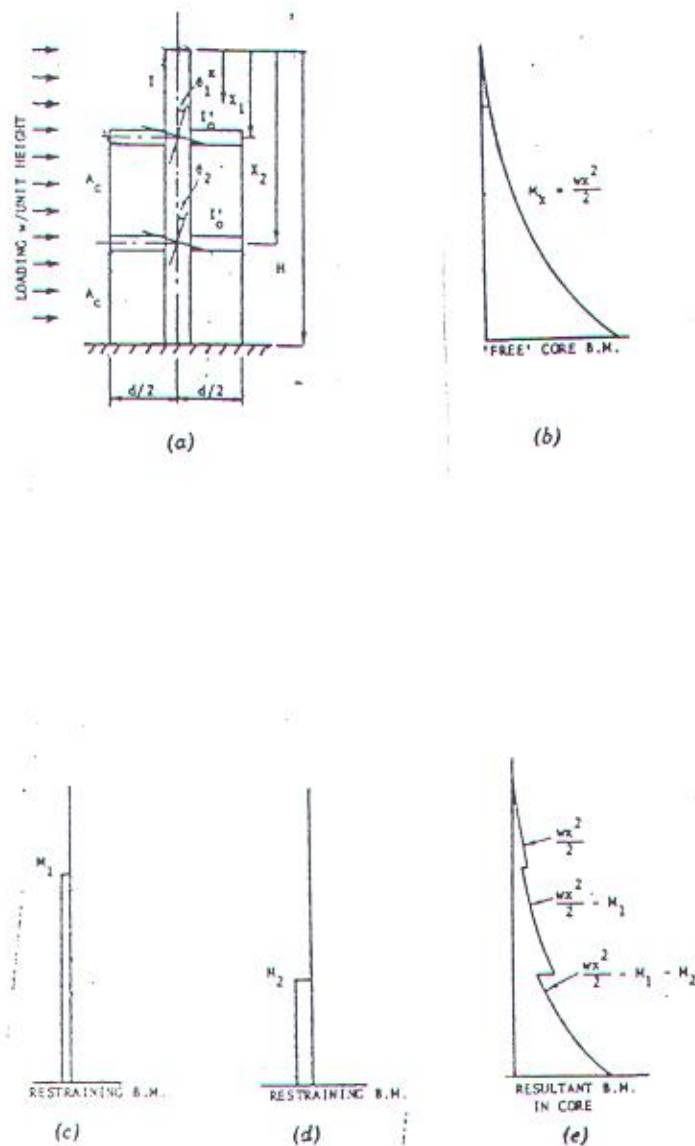 LOADING w/UNIT HEIGHT
I
θ1
x
X1
I'o
Ac
X2
θ2
I'o
H
Ac
d/2
d/2
(a)
Mx = wx²/2
'FREE' CORE B.M.
(b)
M1
RESTRAINING B.M.
(c)
M2
RESTRAINING B.M.
(d)
wx²/2
wx²/2 - M1
wx²/2 - M1 - M2
RESULTANT B.M.
IN CORE
(e)